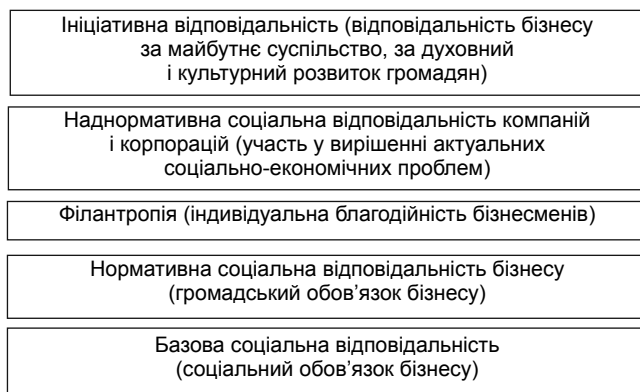 Ініціативна відповідальність (відповідальність бізнесу
за майбутнє суспільство, за духовний
і культурний розвиток громадян)
Наднормативна соціальна відповідальність компаній
і корпорацій (участь у вирішенні актуальних
соціально-економічних проблем)
Філантропія (індивідуальна благодійність бізнесменів)
Нормативна соціальна відповідальність бізнесу
(громадський обов’язок бізнесу)
Базова соціальна відповідальність
(соціальний обов’язок бізнесу)